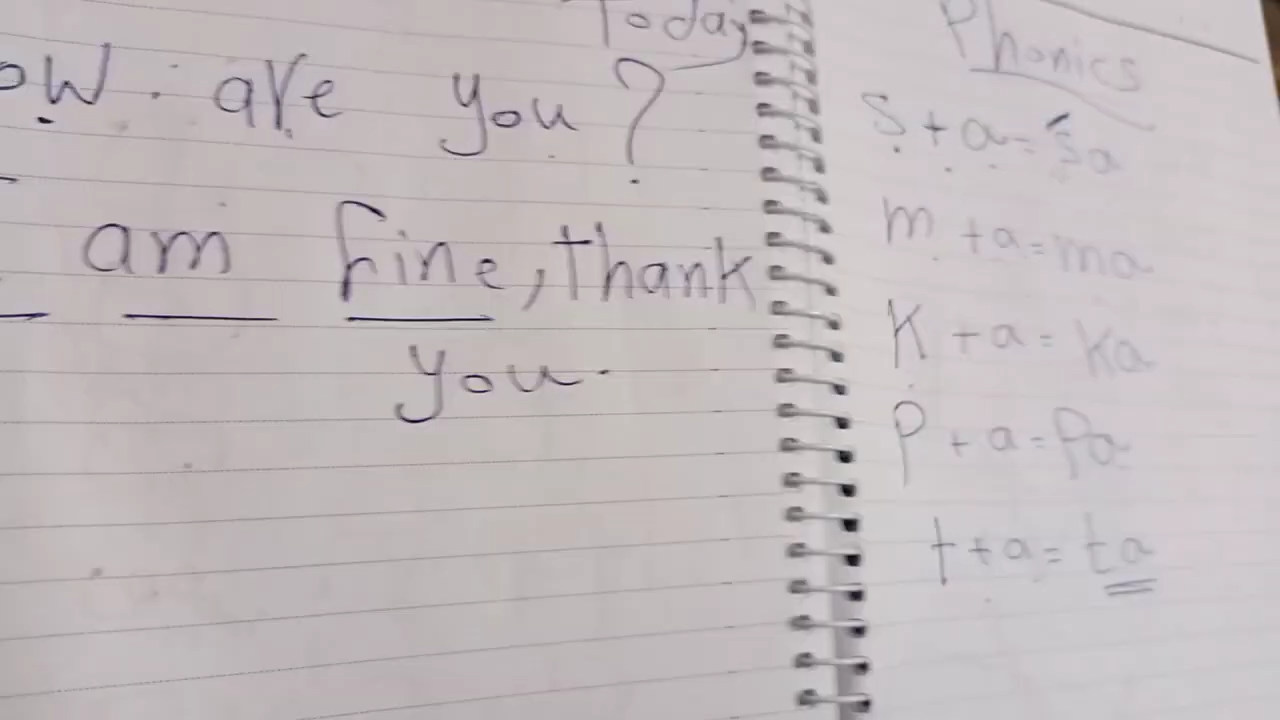 Today
ow are you?
am fine, thank
you.
Phonics
s + a = sa
m + a = ma
K + a = Ka
P + a = Pa
t + a = ta